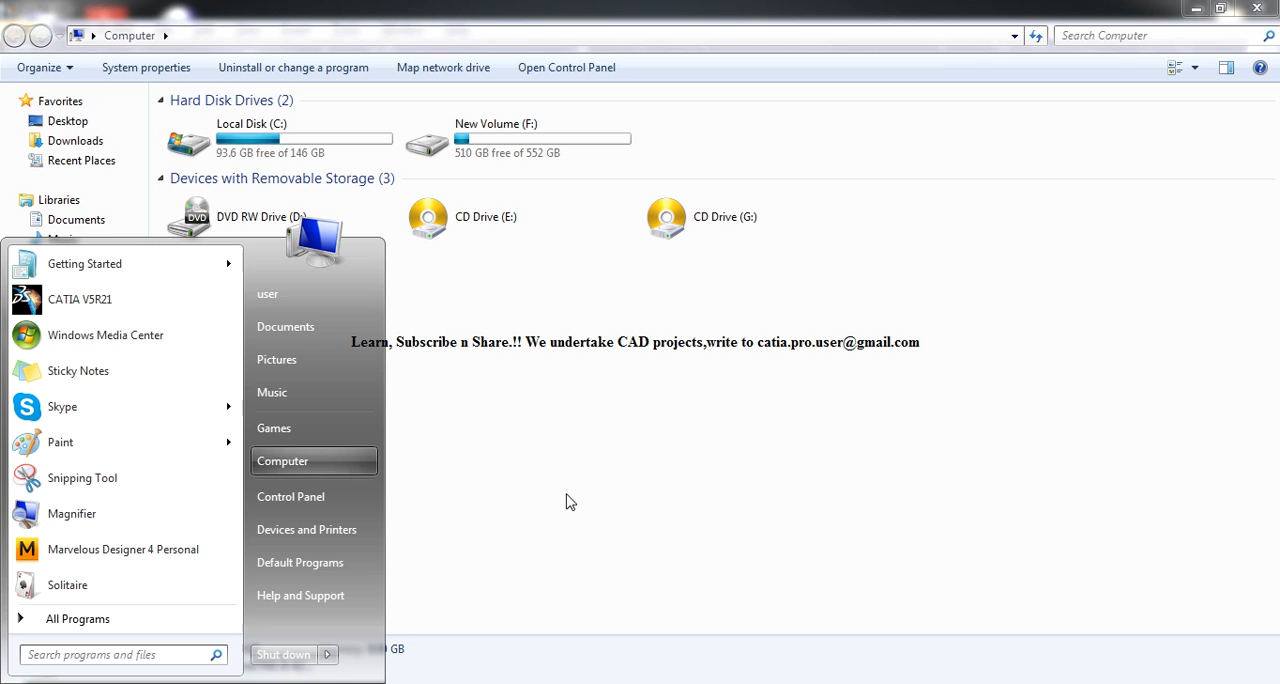 Computer
Search Computer
Organize
System properties
Uninstall or change a program
Map network drive
Open Control Panel
Favorites
Desktop
Downloads
Recent Places
Libraries
Documents
Hard Disk Drives (2)
Local Disk (C:)
93.6 GB free of 146 GB
New Volume (F:)
510 GB free of 552 GB
Devices with Removable Storage (3)
DVD
DVD RW Drive (D:)
CD Drive (E:)
CD Drive (G:)
Learn, Subscribe n Share.!! We undertake CAD projects,write to catia.pro.user@gmail.com
Getting Started
CATIA V5R21
Windows Media Center
Sticky Notes
Skype
Paint
Snipping Tool
Magnifier
Marvelous Designer 4 Personal
Solitaire
All Programs
Search programs and files
user
Documents
Pictures
Music
Games
Computer
Control Panel
Devices and Printers
Default Programs
Help and Support
Shut down
GB